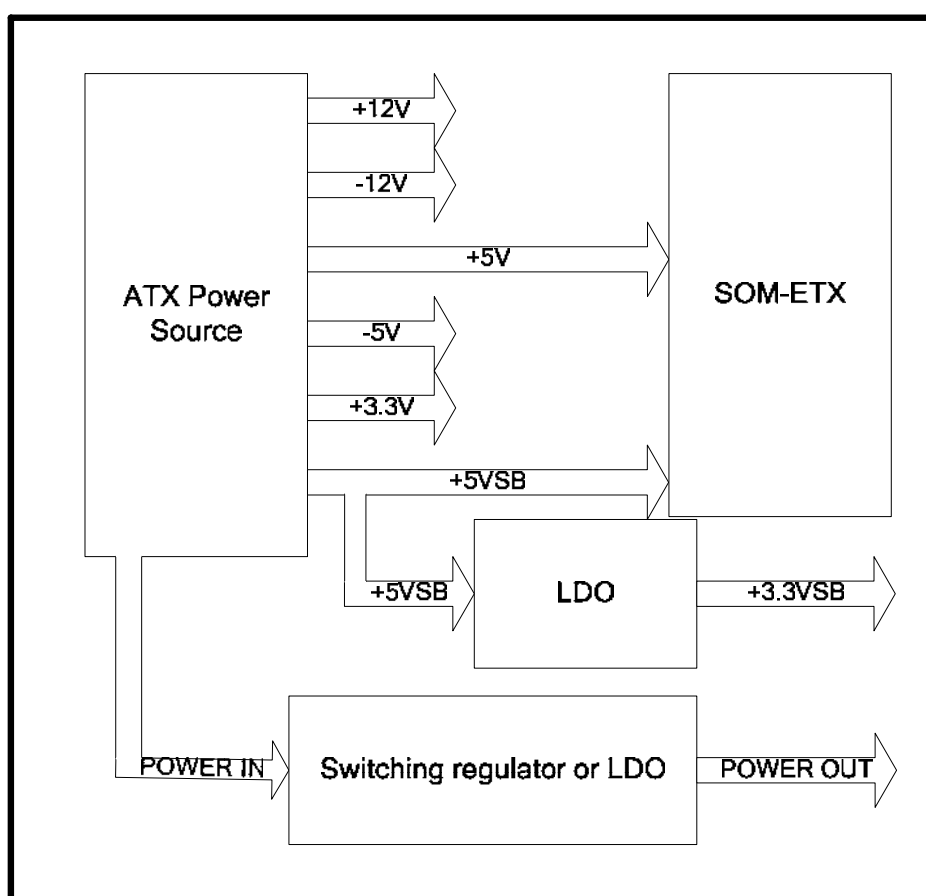 +12V
-12V
+5V
ATX Power
Source
SOM-ETX
-5V
+3.3V
+5VSB
+5VSB
LDO
+3.3VSB
POWER IN
Switching regulator or LDO
POWER OUT